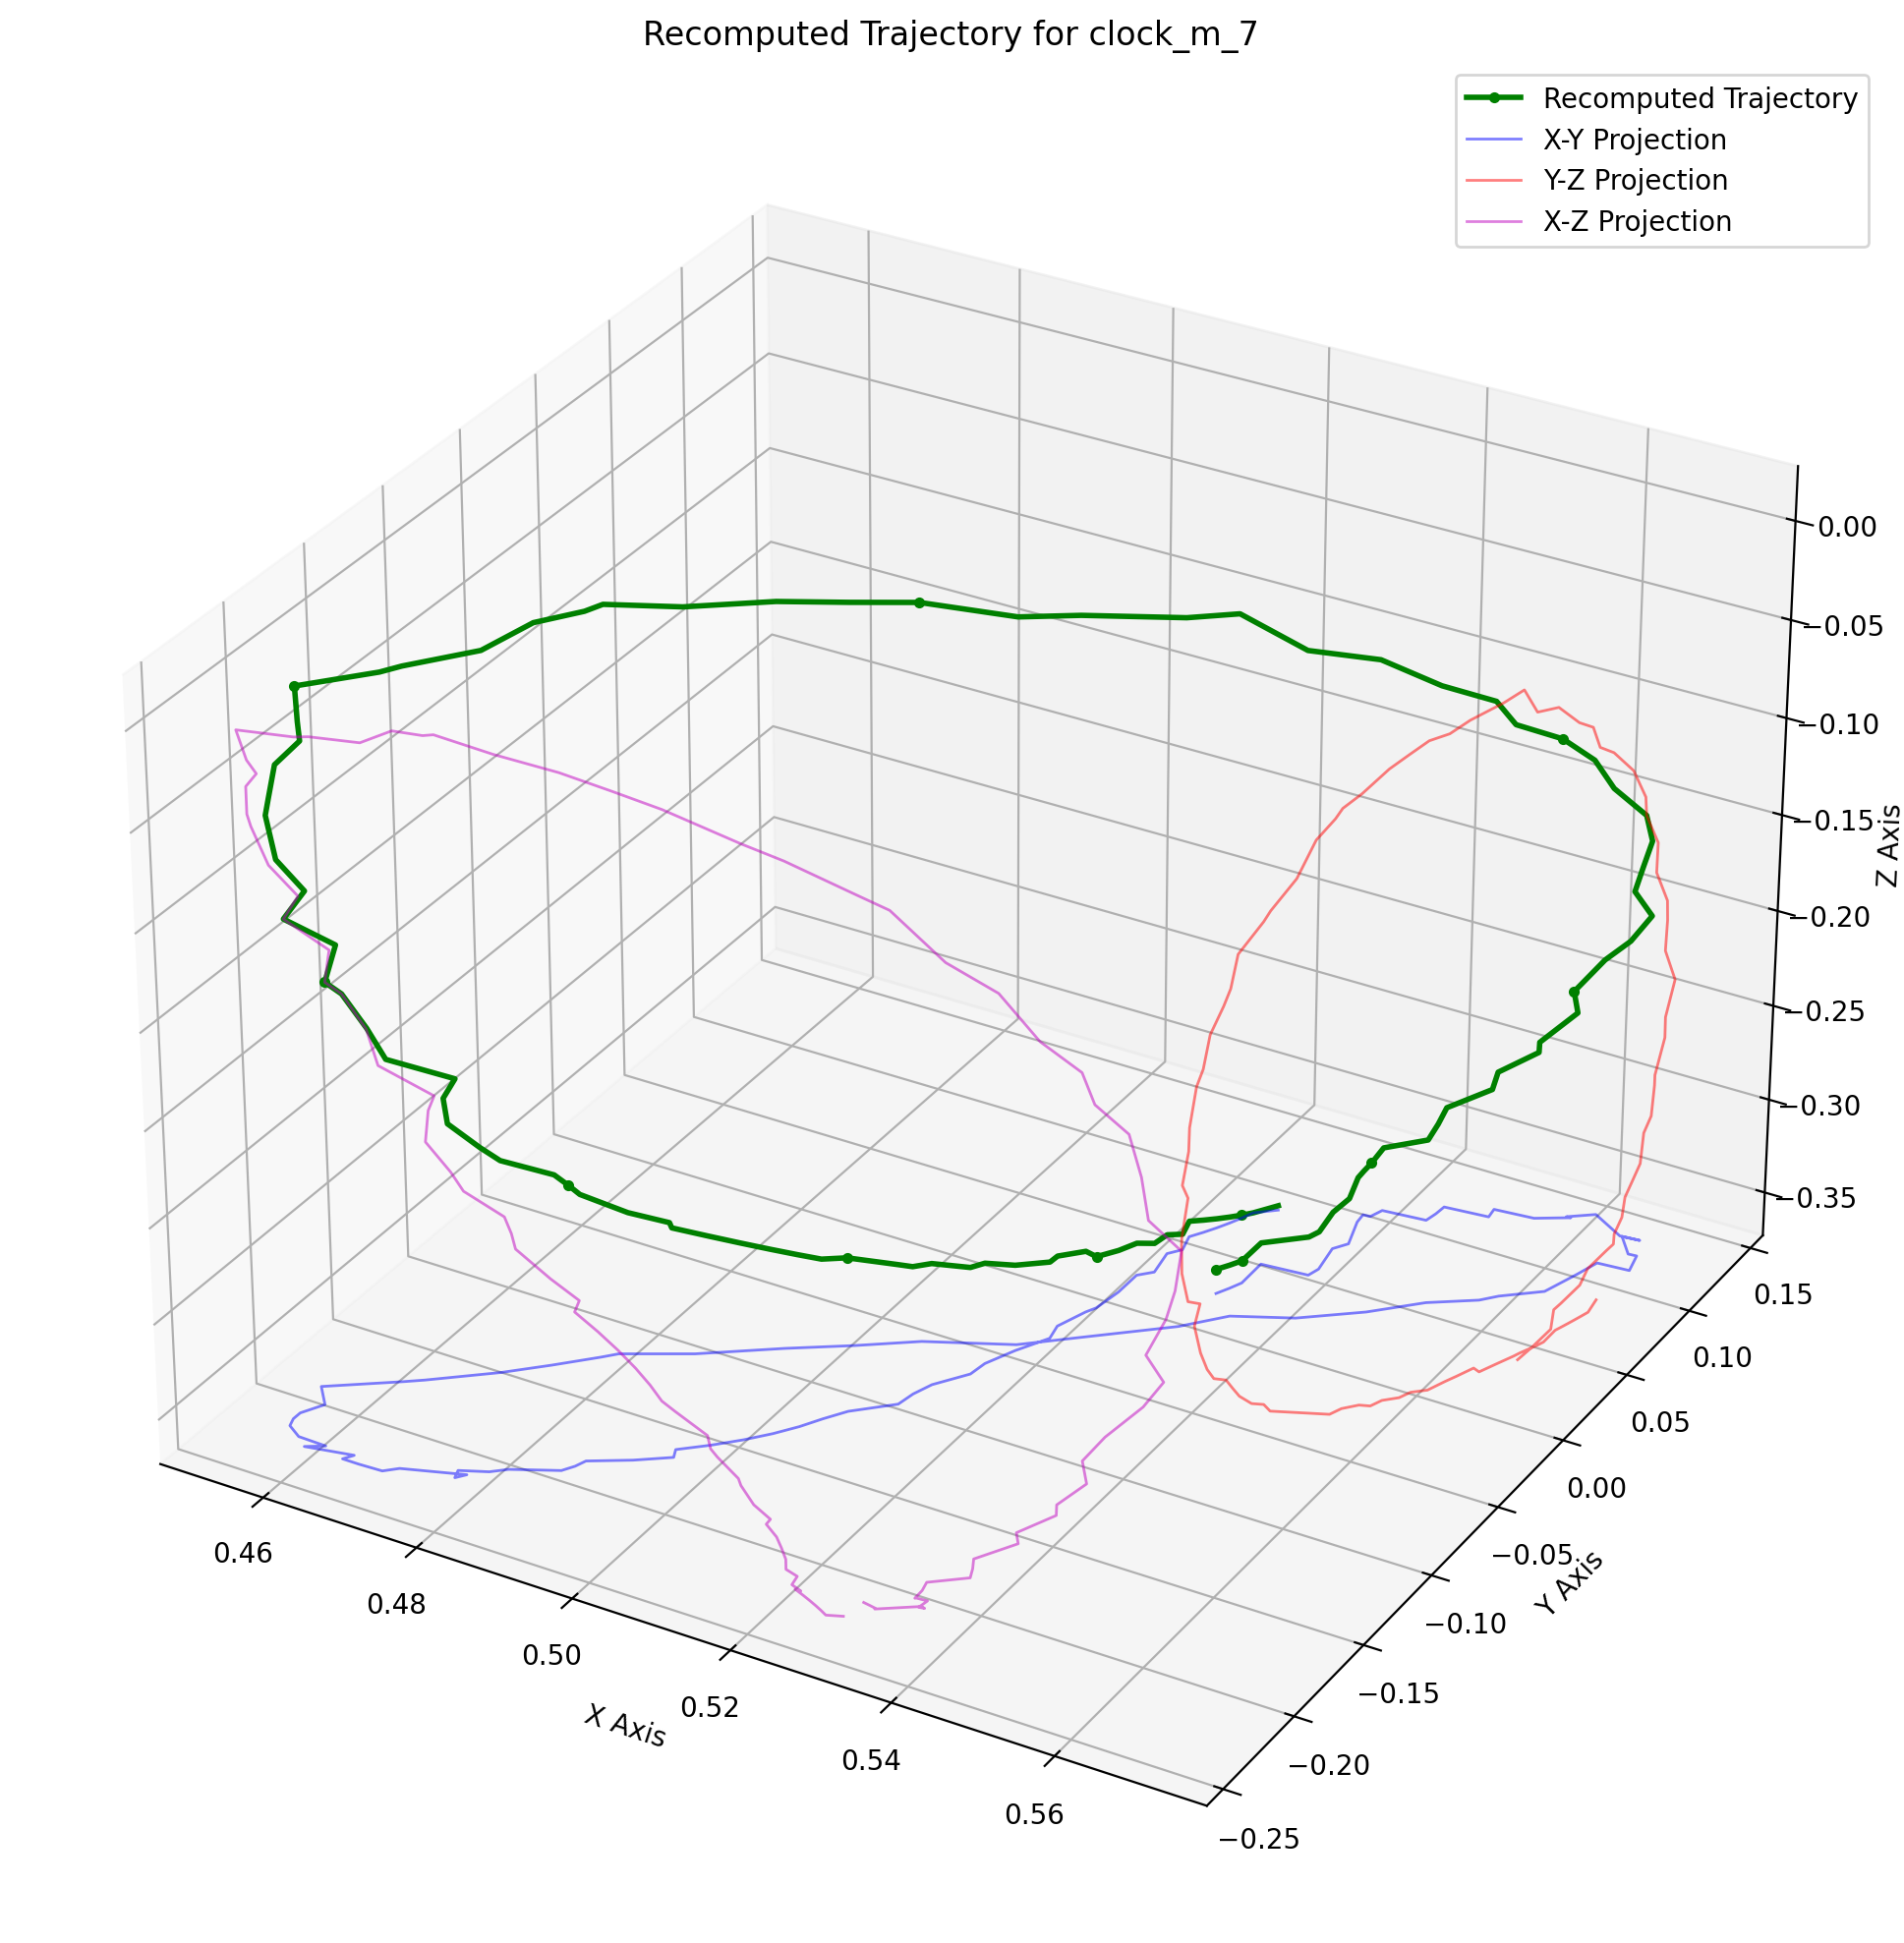 Recomputed Trajectory for clock_m_7
Recomputed Trajectory
X-Y Projection
Y-Z Projection
X-Z Projection
0.00
−0.05
−0.10
−0.15
−0.20
−0.25
−0.30
−0.35
Z Axis
0.15
0.10
0.05
0.00
−0.05
−0.10
−0.15
−0.20
−0.25
Y Axis
0.46
0.48
0.50
0.52
0.54
0.56
X Axis